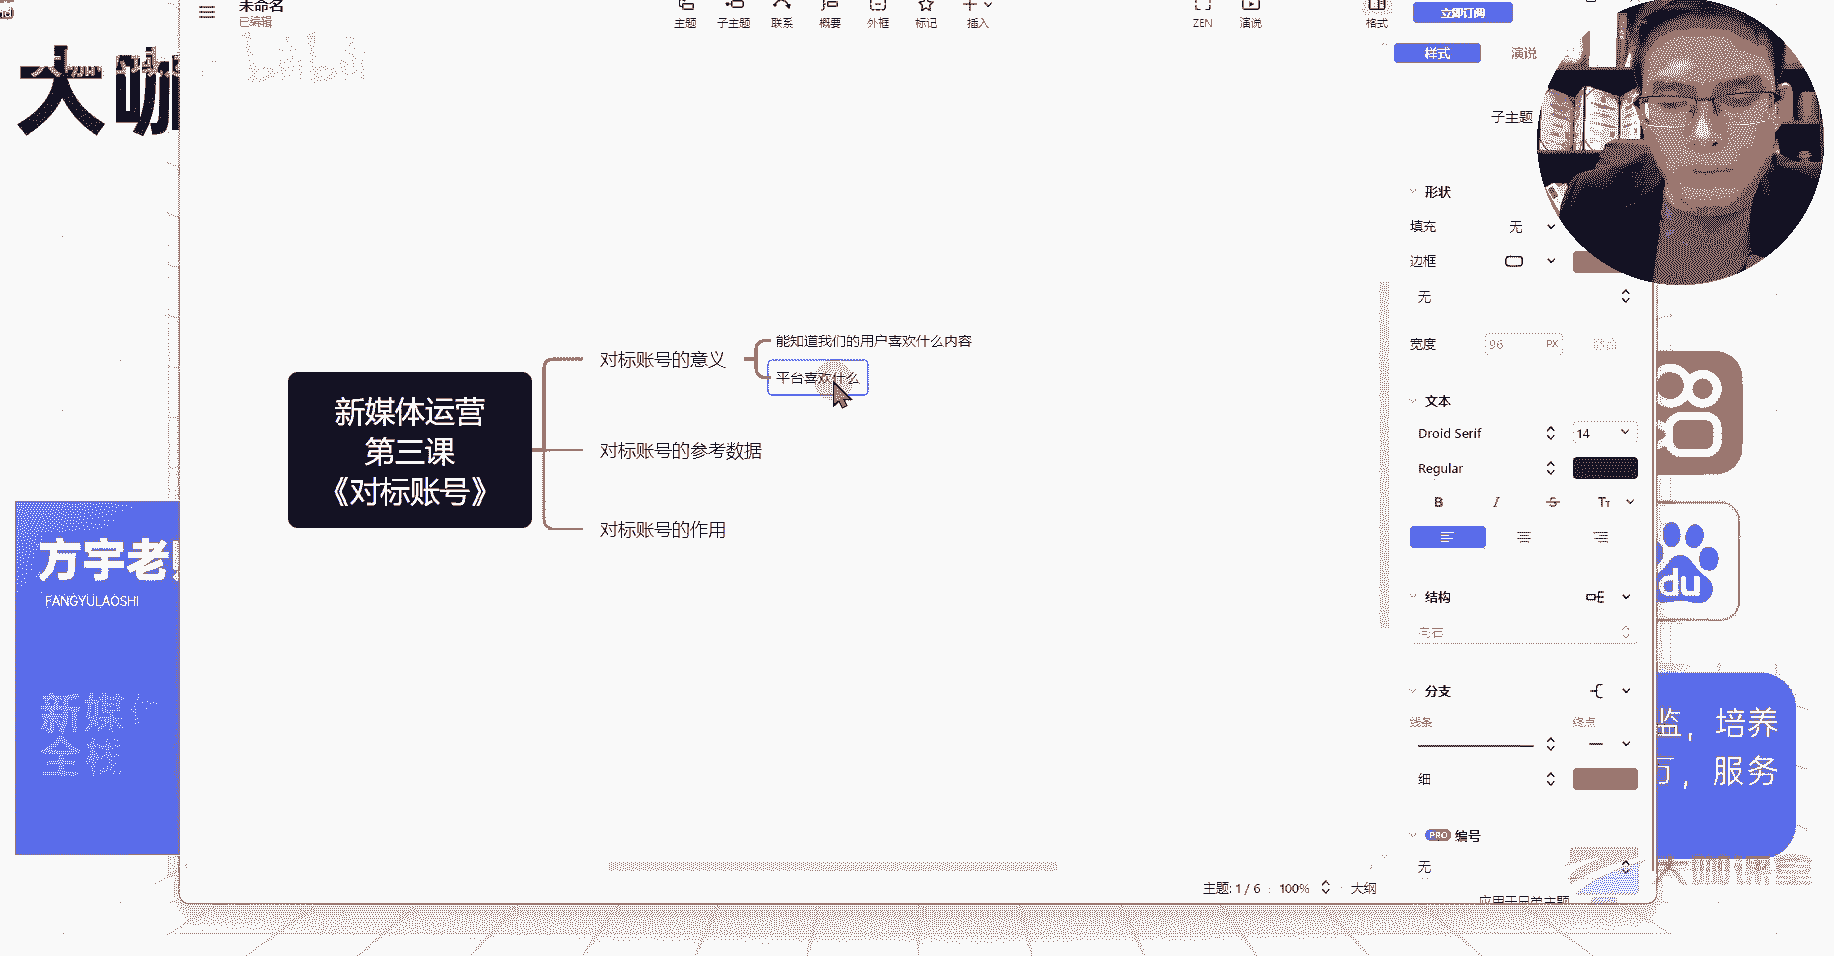 未命名
已编辑
主题
子主题
联系
概要
外框
标记
插入
ZEN
演说
格式
立即订阅
样式
演说
子主题
大咖
形状
填充
无
边框
无
宽度
96
PX
文本
Droid Serif
14
Regular
B
I
S
TT
结构
分支
线条
终点
细
PRO
编号
无
新媒体运营
第三课
《对标账号》
对标账号的意义
能知道我们的用户喜欢什么内容
平台喜欢什么
对标账号的参考数据
对标账号的作用
方宇老
FANGYULAOSHI
新媒
全栈
du
监，培养
万，服务
主题: 1 / 6
100%
大纲
大咖课堂